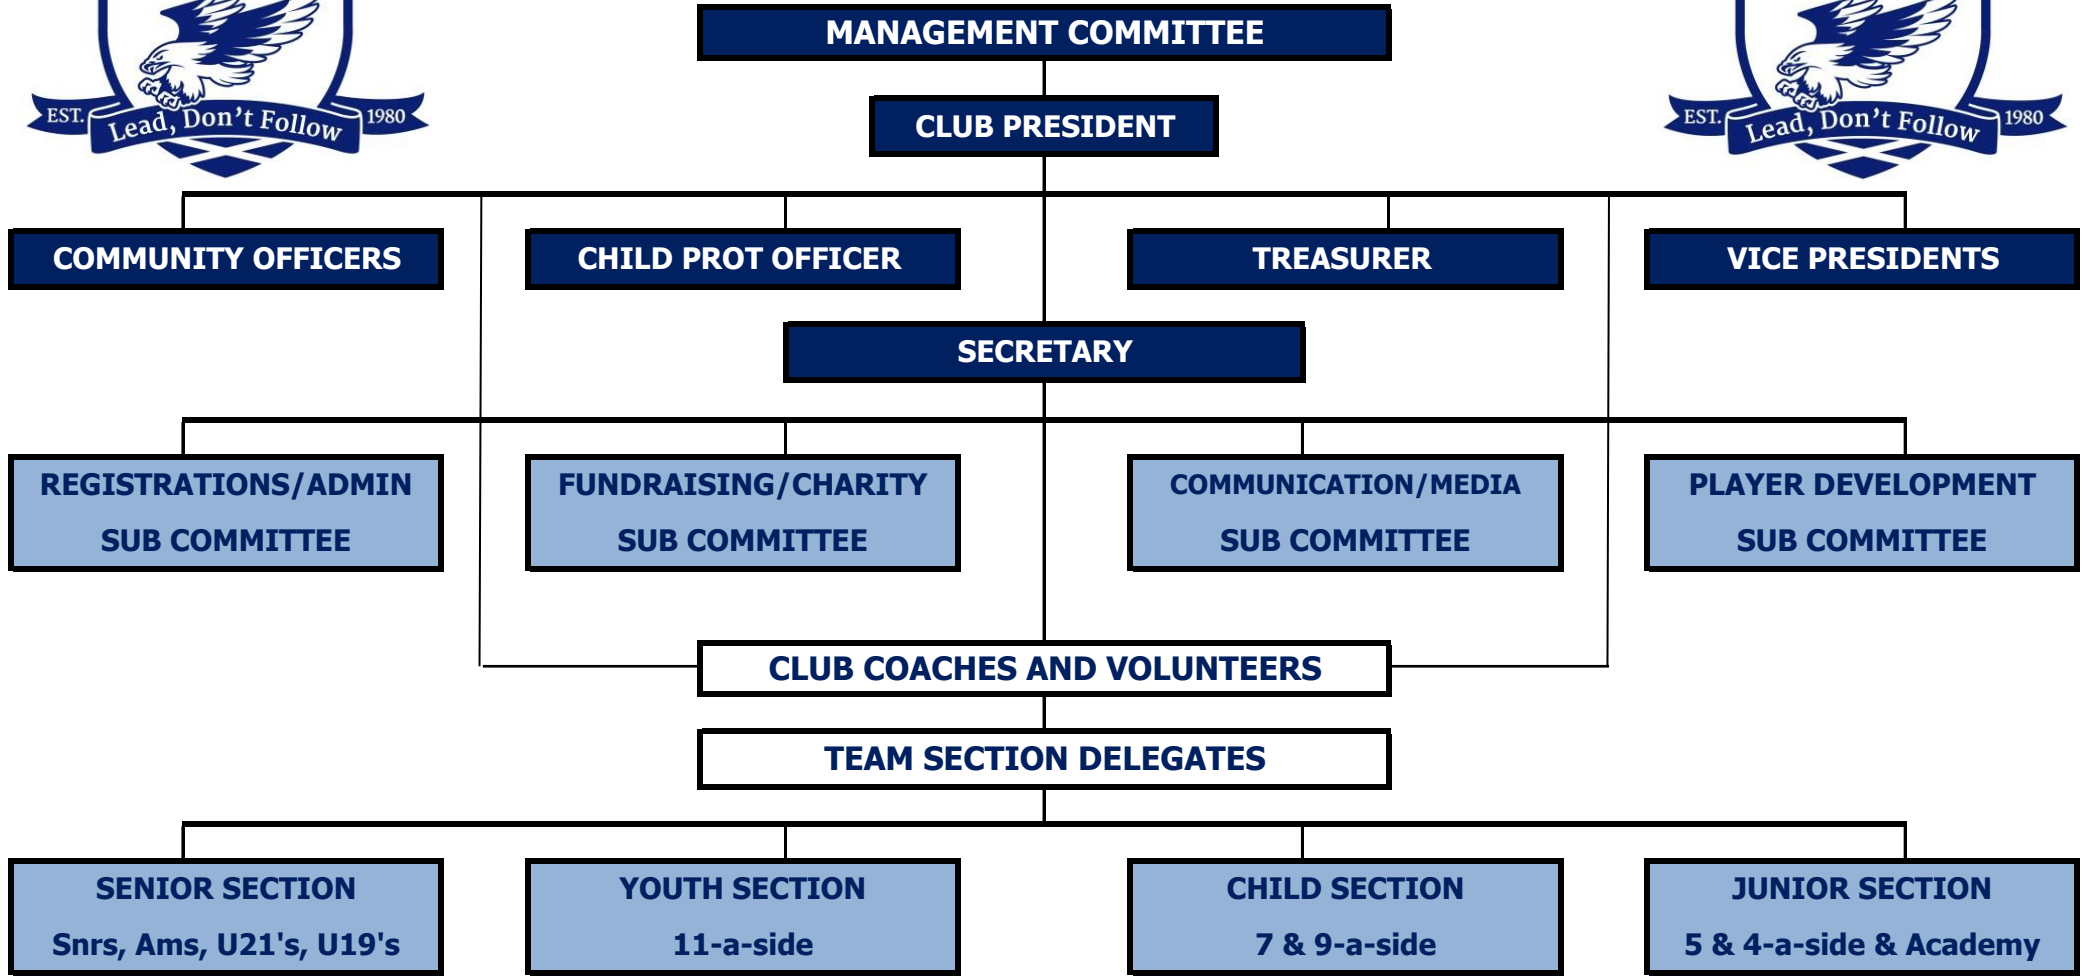 MANAGEMENT COMMITTEE
EST. Lead, Don't Follow 1980
EST. Lead, Don't Follow 1980
CLUB PRESIDENT
COMMUNITY OFFICERS
CHILD PROT OFFICER
TREASURER
VICE PRESIDENTS
SECRETARY
REGISTRATIONS/ADMIN
SUB COMMITTEE
FUNDRAISING/CHARITY
SUB COMMITTEE
COMMUNICATION/MEDIA
SUB COMMITTEE
PLAYER DEVELOPMENT
SUB COMMITTEE
CLUB COACHES AND VOLUNTEERS
TEAM SECTION DELEGATES
SENIOR SECTION
Snrs, Ams, U21's, U19's
YOUTH SECTION
11-a-side
CHILD SECTION
7 & 9-a-side
JUNIOR SECTION
5 & 4-a-side & Academy